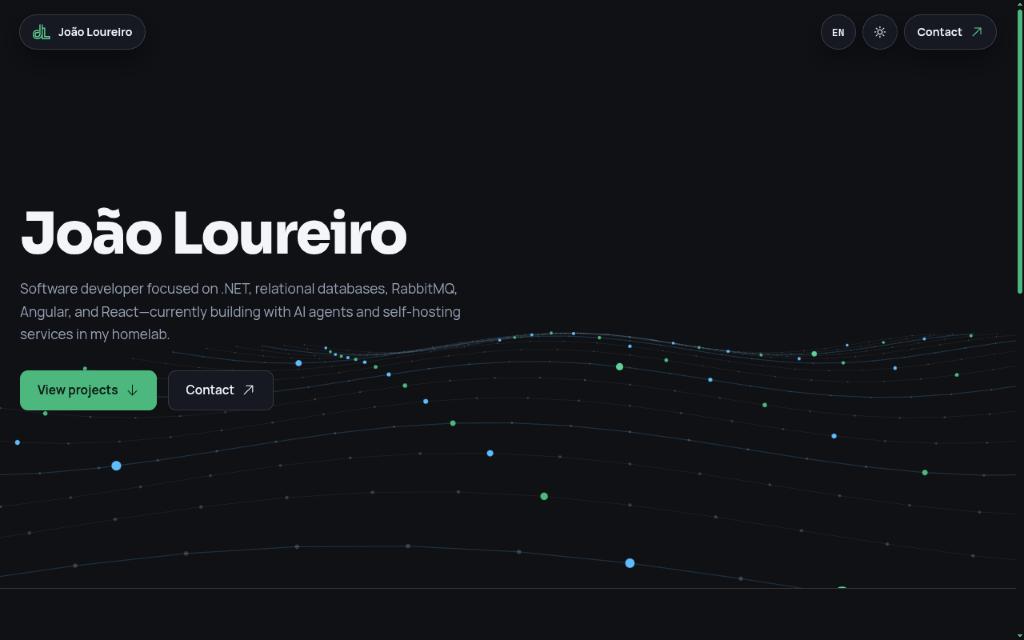 João Loureiro
EN
Contact
João Loureiro
Software developer focused on .NET, relational databases, RabbitMQ,
Angular, and React—currently building with AI agents and self-hosting
services in my homelab.
View projects
Contact